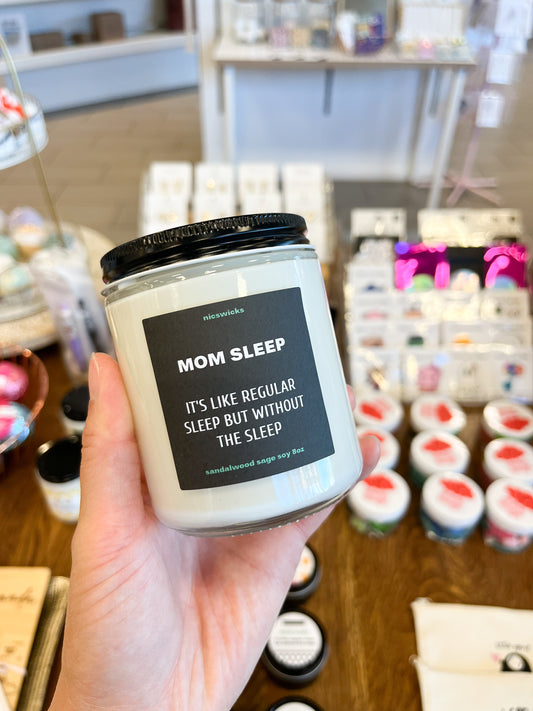 nicswicks
MOM SLEEP
IT'S LIKE REGULAR
SLEEP BUT WITHOUT
THE SLEEP
sandalwood sage soy 8oz